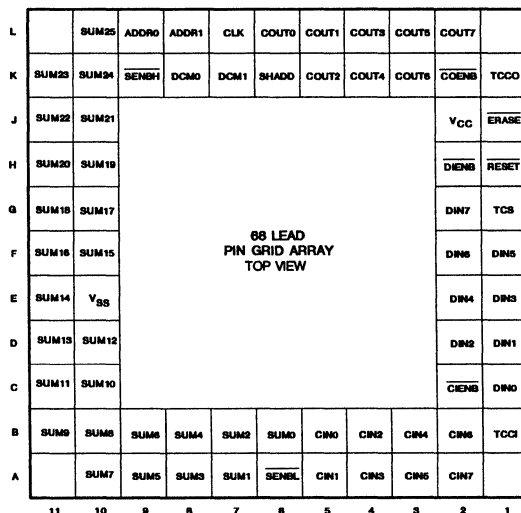 L SUM25 ADDR0 ADDR1 CLK COUT0 COUT1 COUT3 COUT5 COUT7
K SUM23 SUM24 SENBH DCM0 DCM1 SHADD COUT2 COUT4 COUT6 COENB TCCO
J SUM22 SUM21 VCC ERASE
H SUM20 SUM19 DIENB RESET
G SUM18 SUM17 DIN7 TCS
68 LEAD
PIN GRID ARRAY
TOP VIEW
F SUM16 SUM15 DIN6 DIN5
E SUM14 VSS DIN4 DIN3
D SUM13 SUM12 DIN2 DIN1
C SUM11 SUM10 CIENB DIN0
B SUM9 SUM8 SUM6 SUM4 SUM2 SUM0 CIN0 CIN2 CIN4 CIN6 TCCI
A SUM7 SUM5 SUM3 SUM1 SENBL CIN1 CIN3 CIN5 CIN7
11 10 9 8 7 6 5 4 3 2 1